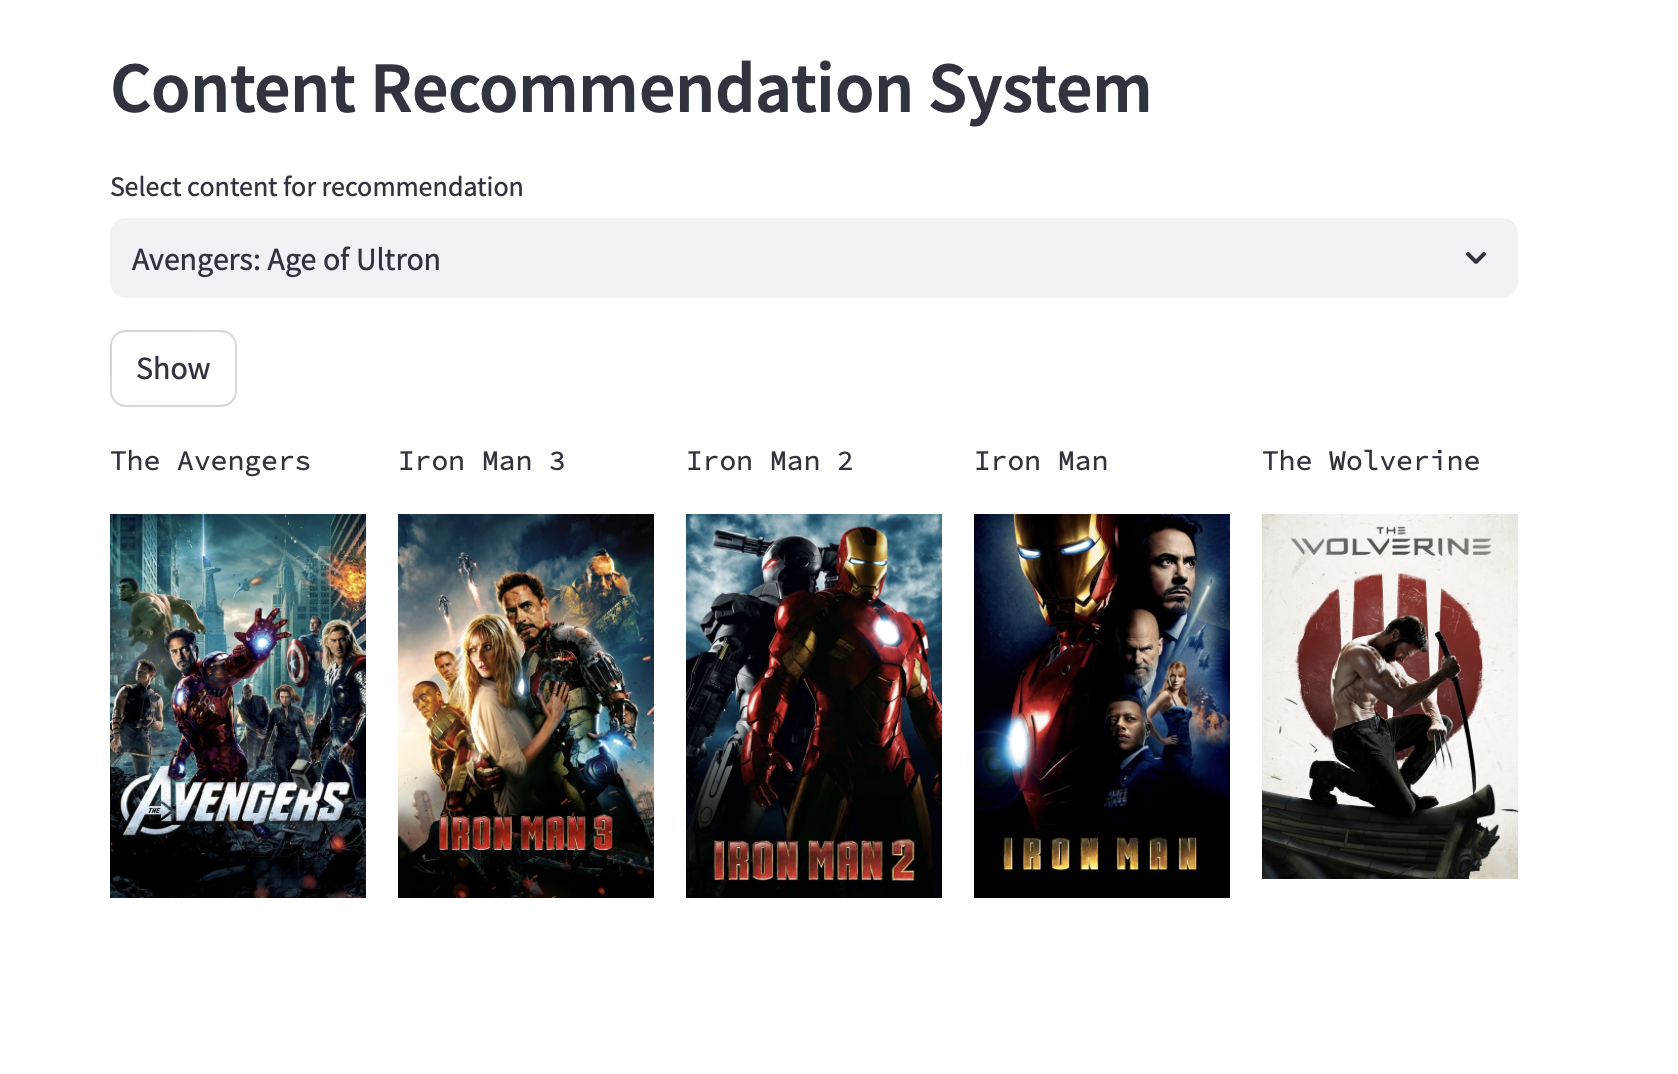 Content Recommendation System
Select content for recommendation
Avengers: Age of Ultron
Show
The Avengers
Iron Man 3
Iron Man 2
Iron Man
The Wolverine
THE
AVENGERS
IRON MAN 3
IRON MAN 2
IRON MAN
THE
WOLVERINE